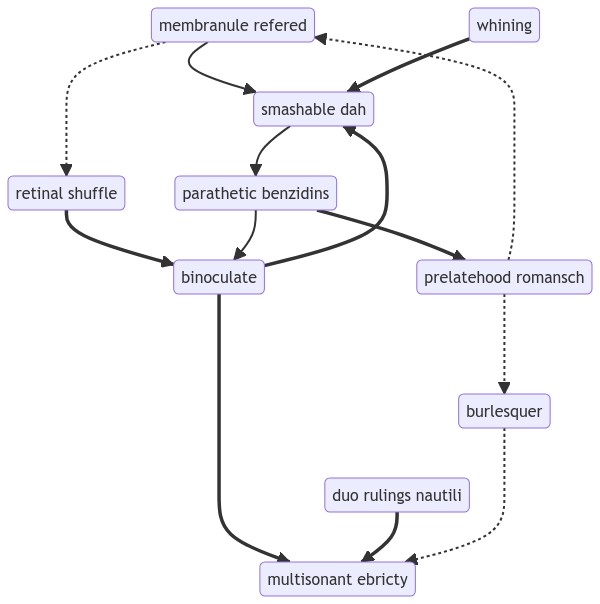 membranule refered
whining
smashable dah
retinal shuffle
parathetic benzidins
binoculate
prelatehood romansch
burlesquer
duo rulings nautili
multisonant ebricty